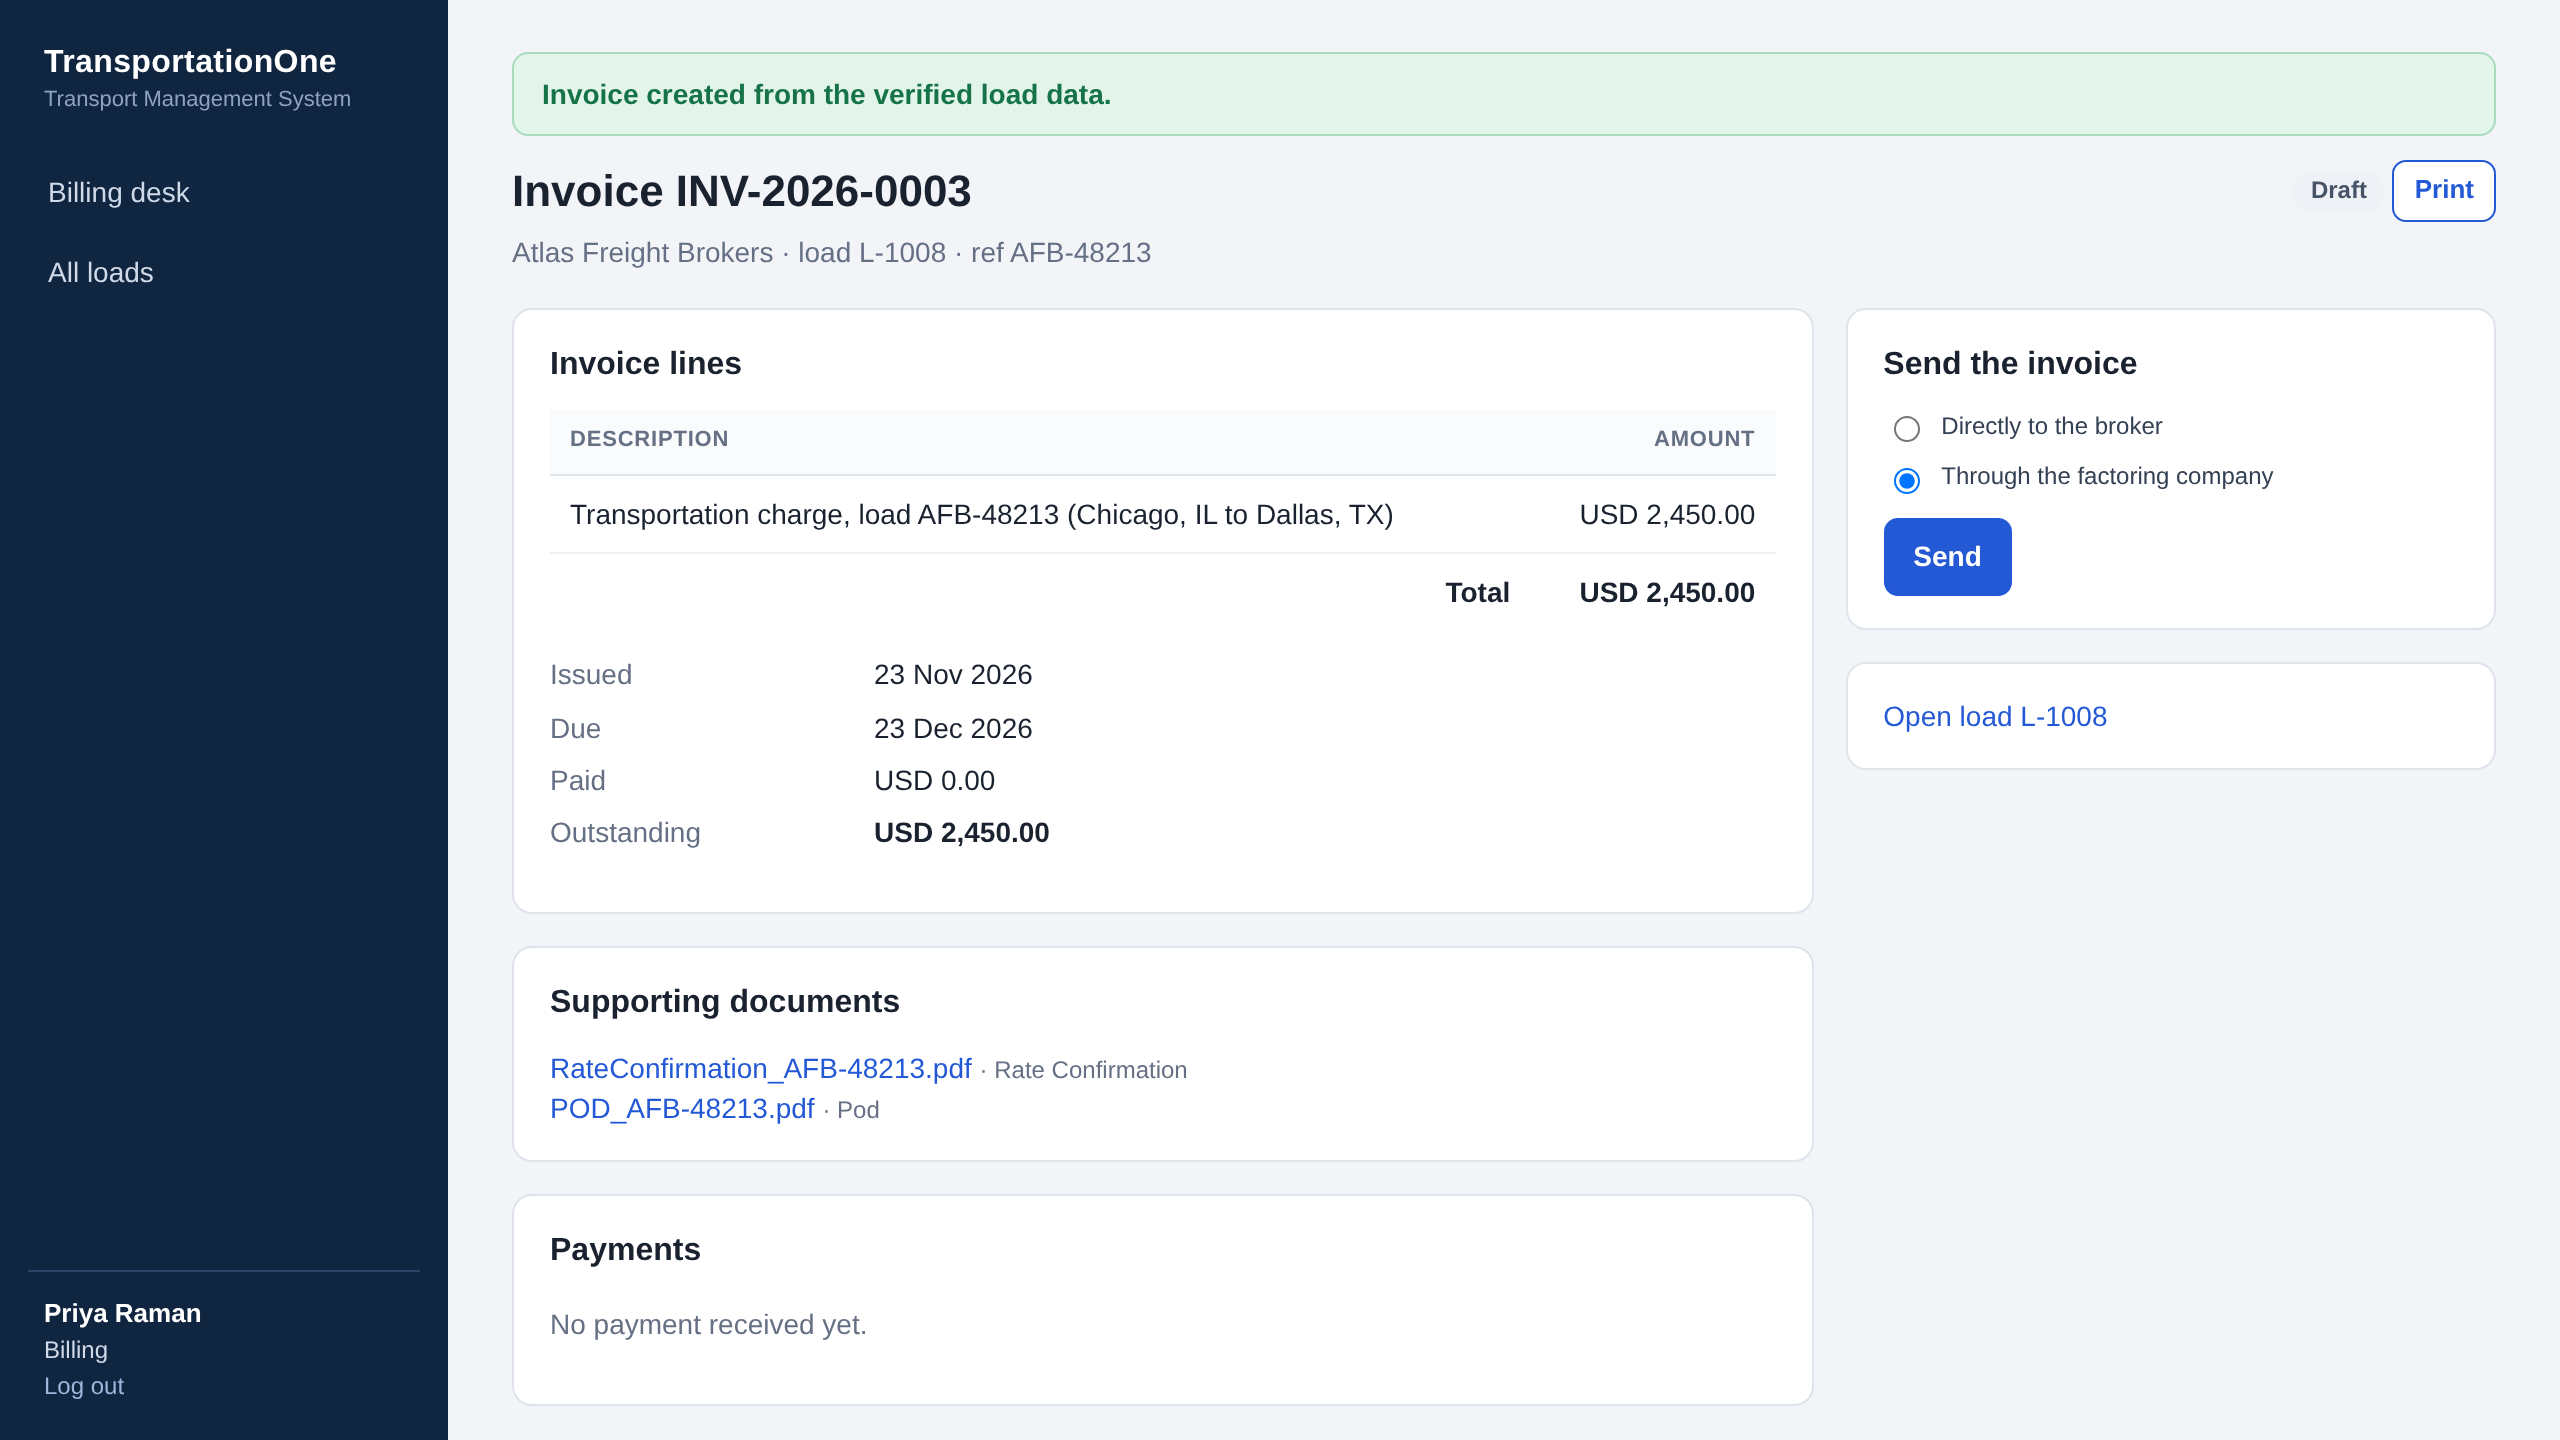 TransportationOne
Transport Management System
Billing desk
All loads
Priya Raman
Billing
Log out
Invoice created from the verified load data.
Invoice INV-2026-0003
Draft
Print
Atlas Freight Brokers · load L-1008 · ref AFB-48213
Invoice lines
DESCRIPTION AMOUNT
Transportation charge, load AFB-48213 (Chicago, IL to Dallas, TX) USD 2,450.00
Total USD 2,450.00
Issued 23 Nov 2026
Due 23 Dec 2026
Paid USD 0.00
Outstanding USD 2,450.00
Supporting documents
RateConfirmation_AFB-48213.pdf · Rate Confirmation
POD_AFB-48213.pdf · Pod
Payments
No payment received yet.
Send the invoice
Directly to the broker
Through the factoring company
Send
Open load L-1008